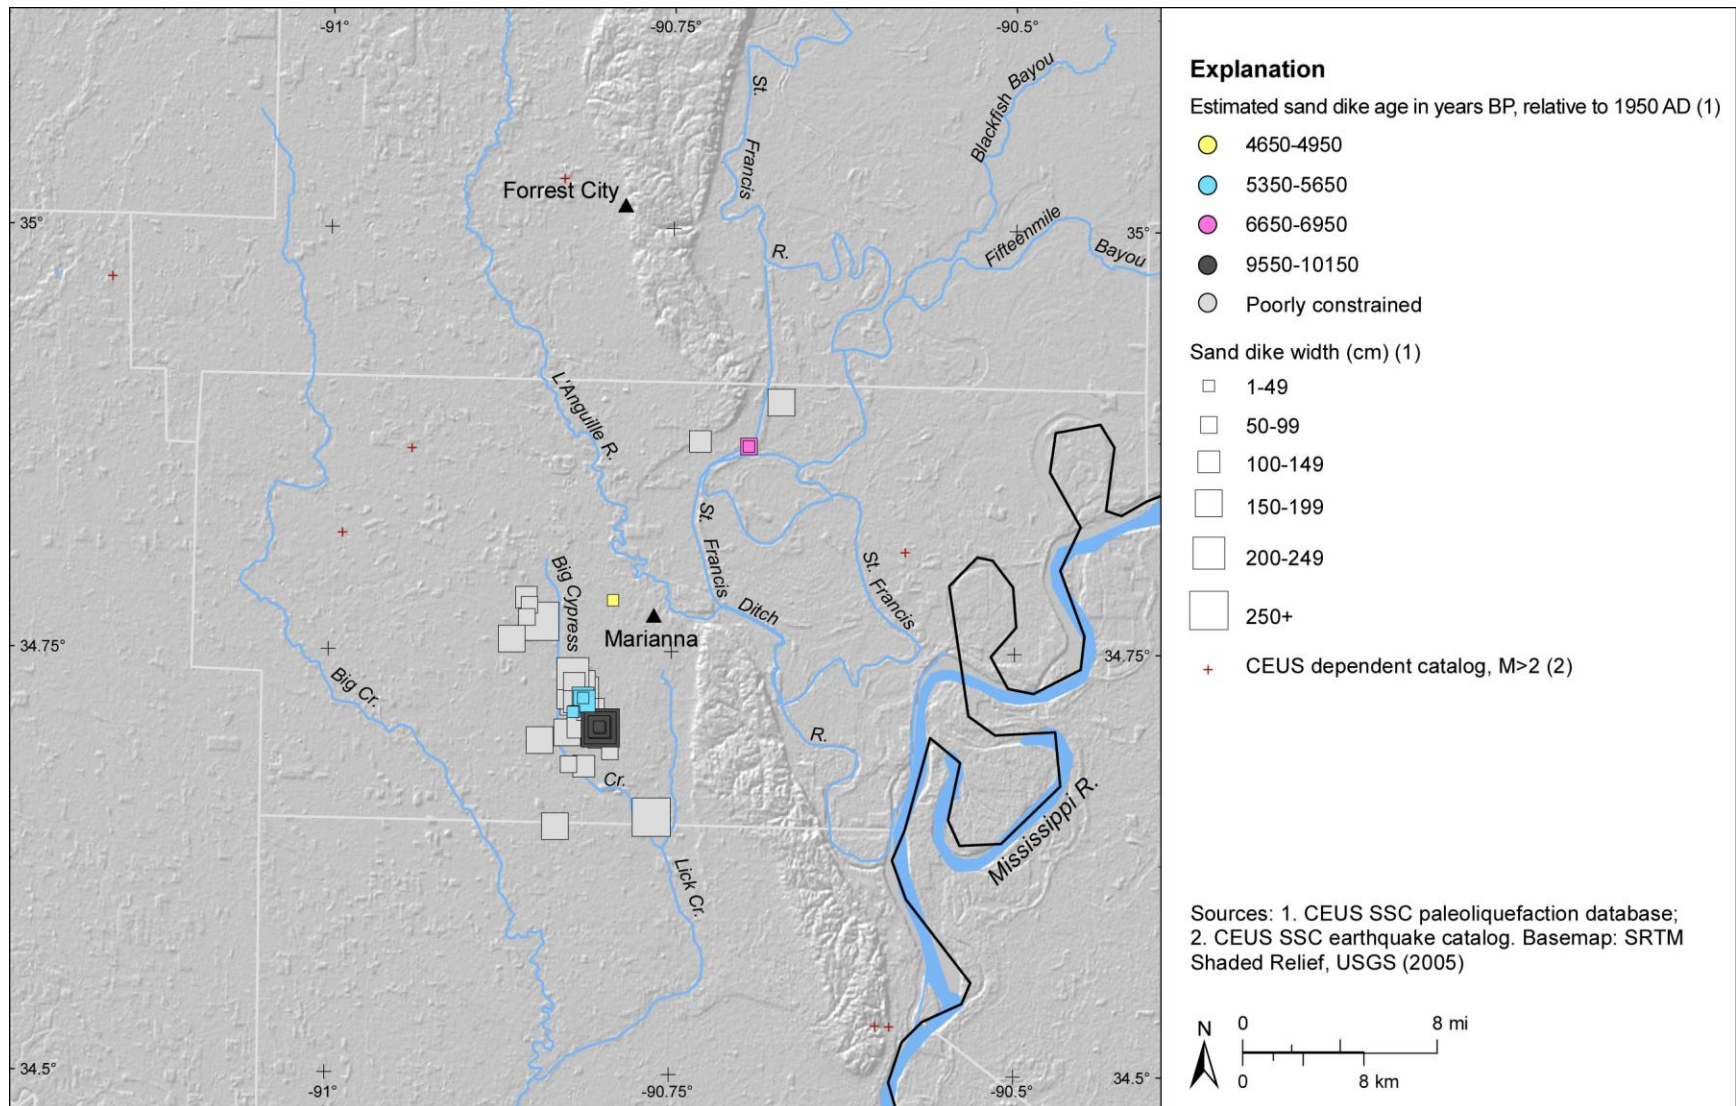 -91°
-90.75°
-90.5°
St.
Francis
R.
Blackfish Bayou
Fifteenmile
Bayou
Forrest City
35°
35°
L'Anguille R.
St.
Francis
Ditch
St. Francis
Big Cypress
Marianna
34.75°
34.75°
Big Cr.
R.
Cr.
Mississippi R.
Lick Cr.
34.5°
34.5°
-91°
-90.75°
-90.5°
Explanation
Estimated sand dike age in years BP, relative to 1950 AD (1)
4650-4950
5350-5650
6650-6950
9550-10150
Poorly constrained
Sand dike width (cm) (1)
1-49
50-99
100-149
150-199
200-249
250+
CEUS dependent catalog, M>2 (2)
Sources: 1. CEUS SSC paleoliquefaction database;
2. CEUS SSC earthquake catalog. Basemap: SRTM
Shaded Relief, USGS (2005)
N
0 8 mi
0 8 km